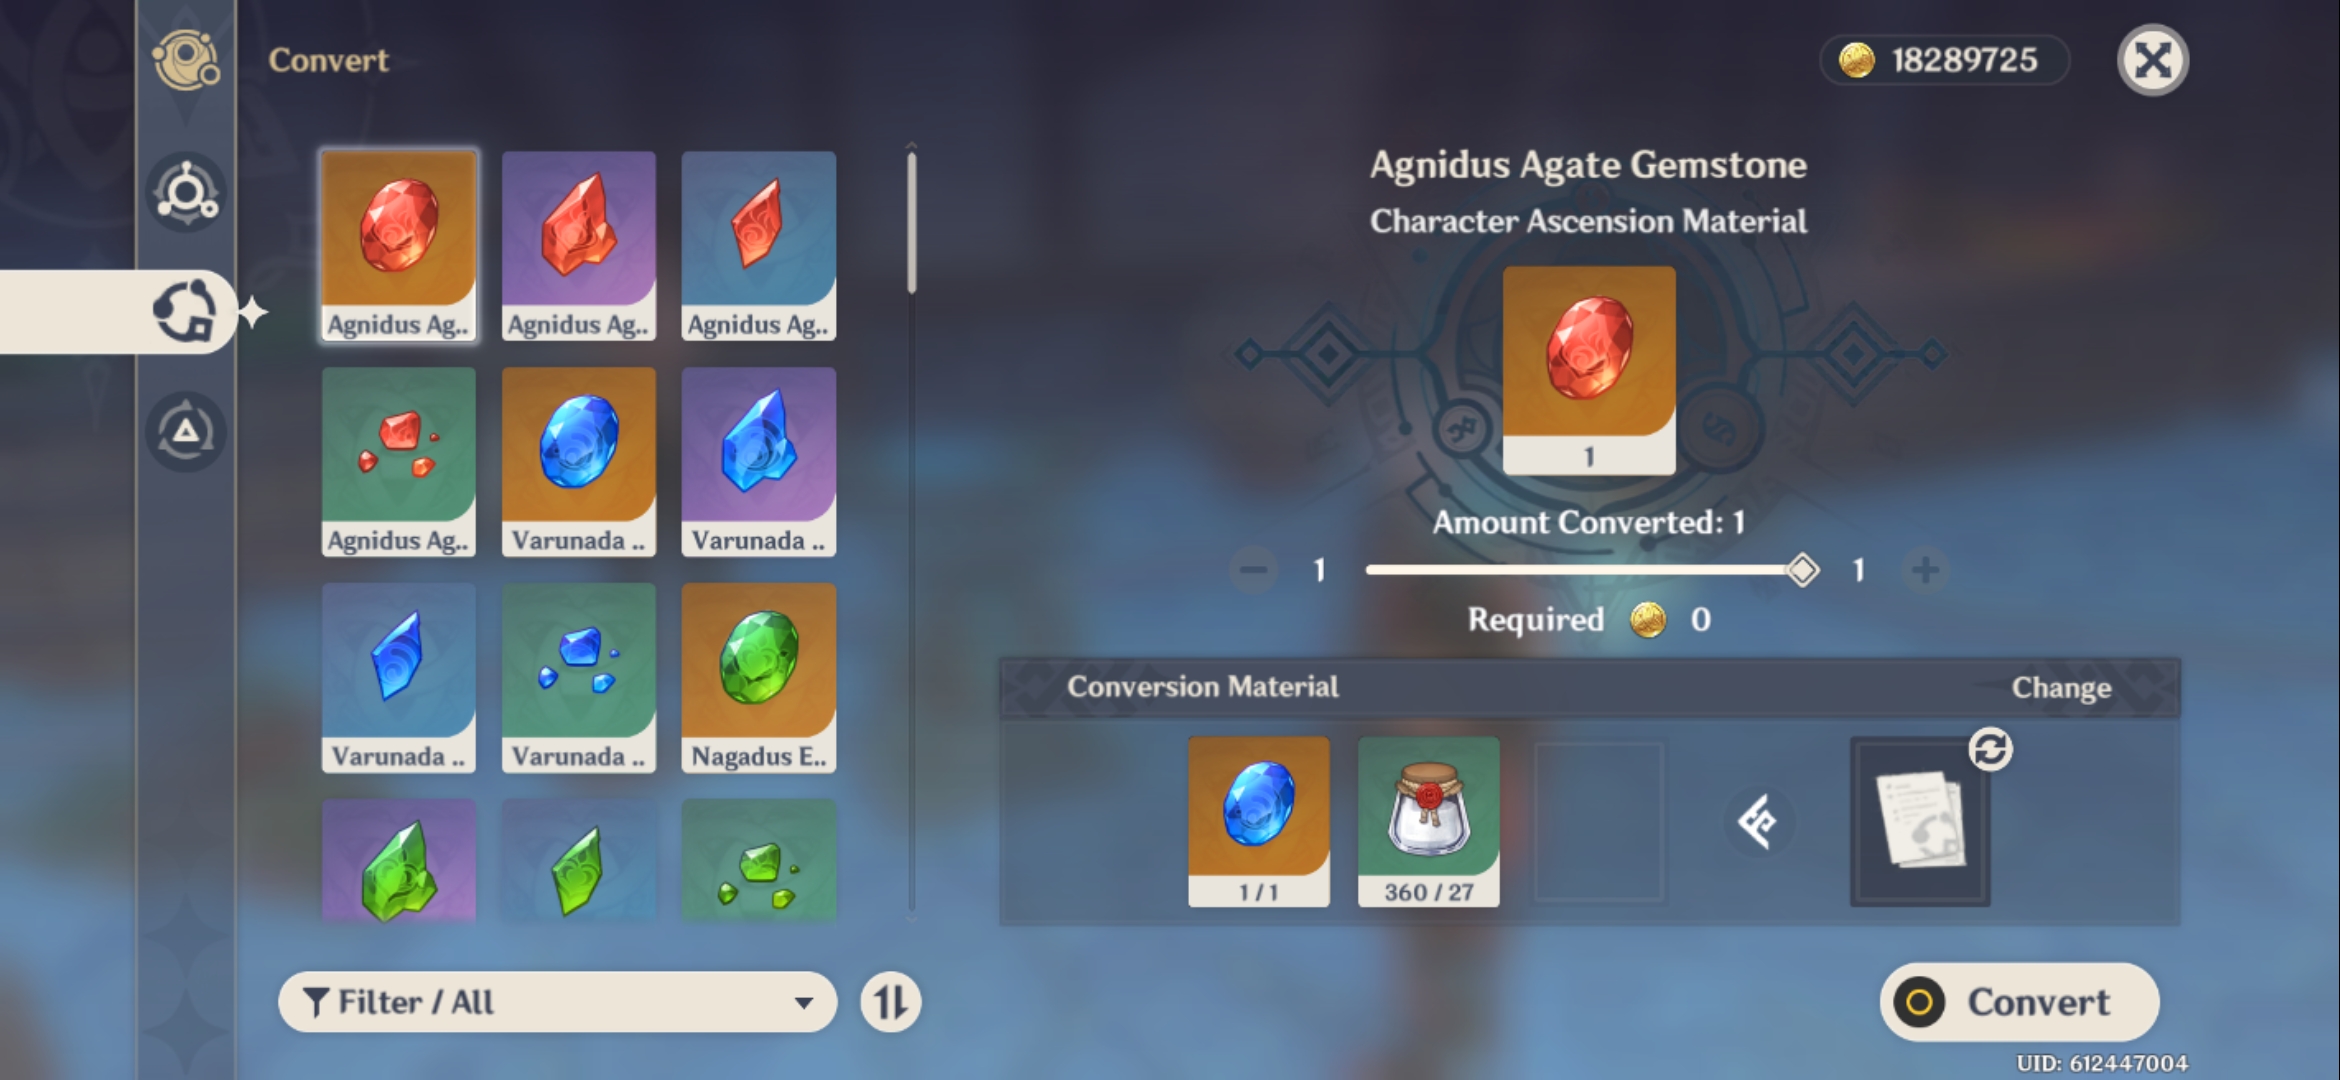 Convert
18289725
Agnidus Ag..
Agnidus Ag..
Agnidus Ag..
Agnidus Ag..
Varunada ..
Varunada ..
Varunada ..
Varunada ..
Nagadus E..
Filter / All
Agnidus Agate Gemstone
Character Ascension Material
1
Amount Converted: 1
1
1
Required 0
Conversion Material
Change
1 / 1
360 / 27
Convert
UID: 612447004